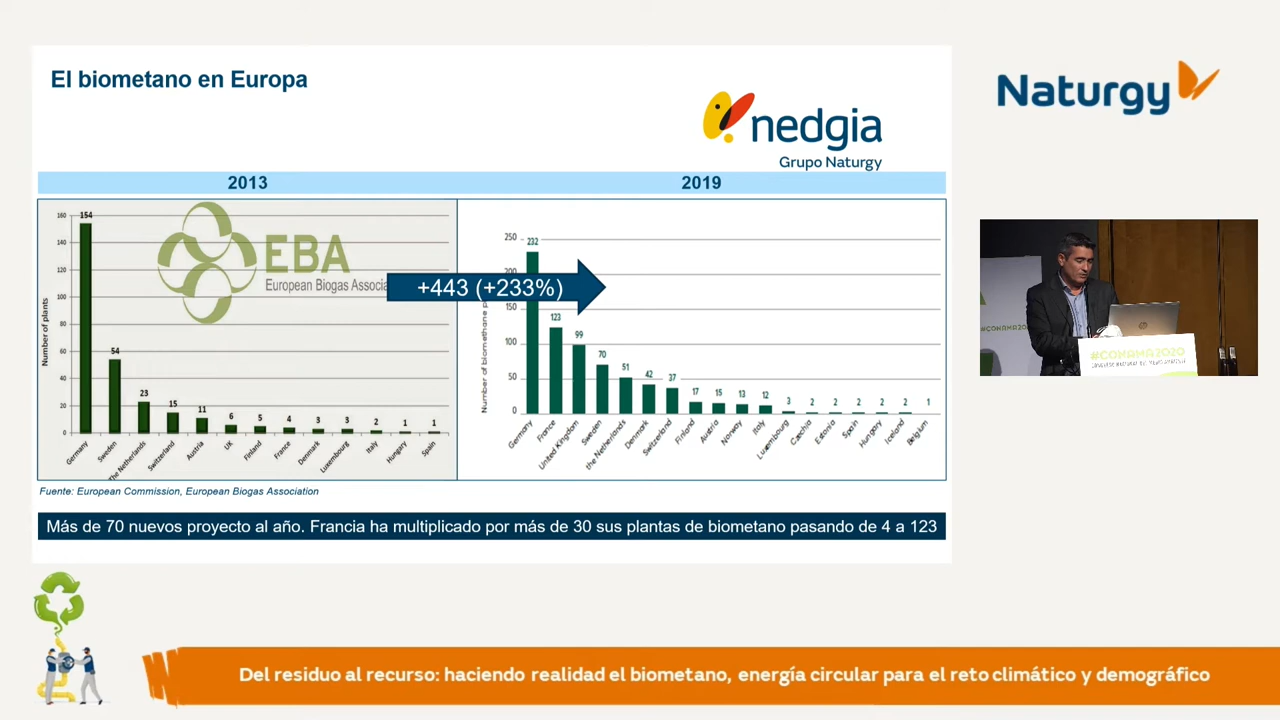 El biometano en Europa
nedgia
Grupo Naturgy
Naturgy
2013
2019
EBA
European Biogas Associa
+443 (+233%)
Number of plants
160
140
120
100
80
60
40
20
0
154
54
23
15
11
6
5
4
3
3
2
1
1
Germany
Sweden
The Netherlands
Switzerland
Austria
UK
Finland
France
Denmark
Luxembourg
Italy
Hungary
Spain
Number of biomethane p
250
200
150
100
50
0
232
123
99
70
51
42
37
17
15
13
12
3
2
2
2
2
2
1
Germany
France
United Kingdom
Sweden
the Netherlands
Denmark
Switzerland
Finland
Austria
Norway
Italy
Luxembourg
Czechia
Estonia
Spain
Hungary
Iceland
Belgium
Fuente: European Commission, European Biogas Association
Más de 70 nuevos proyecto al año. Francia ha multiplicado por más de 30 sus plantas de biometano pasando de 4 a 123
#CONAMA2020
Del residuo al recurso: haciendo realidad el biometano, energía circular para el reto climático y demográfico